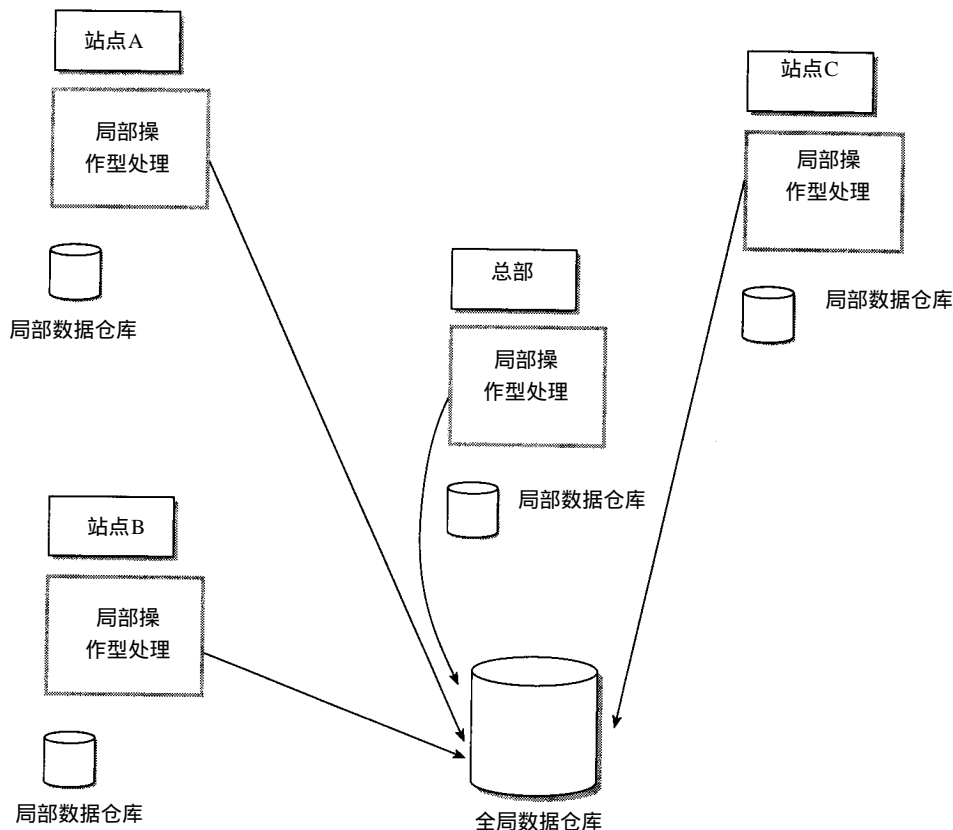 站点A
局部操
作型处理
局部数据仓库
站点C
局部操
作型处理
局部数据仓库
总部
局部操
作型处理
局部数据仓库
站点B
局部操
作型处理
局部数据仓库
全局数据仓库